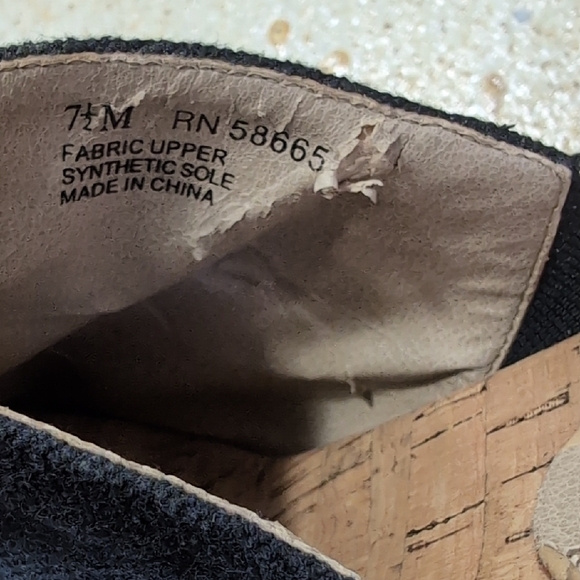 7½M RN 58665
FABRIC UPPER
SYNTHETIC SOLE
MADE IN CHINA